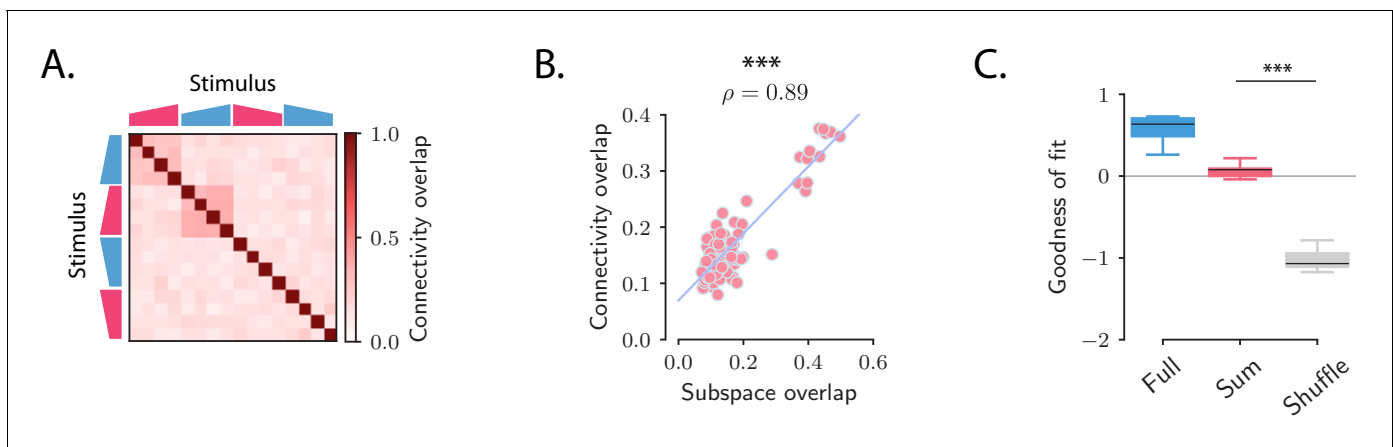 A.
Stimulus
Stimulus
1.0
0.5
0.0
Connectivity overlap
B.
***
ρ = 0.89
Connectivity overlap
0.4
0.3
0.2
0.1
0.0
0.0 0.2 0.4 0.6
Subspace overlap
C.
***
Goodness of fit
1
0
−1
−2
Full Sum Shuffle